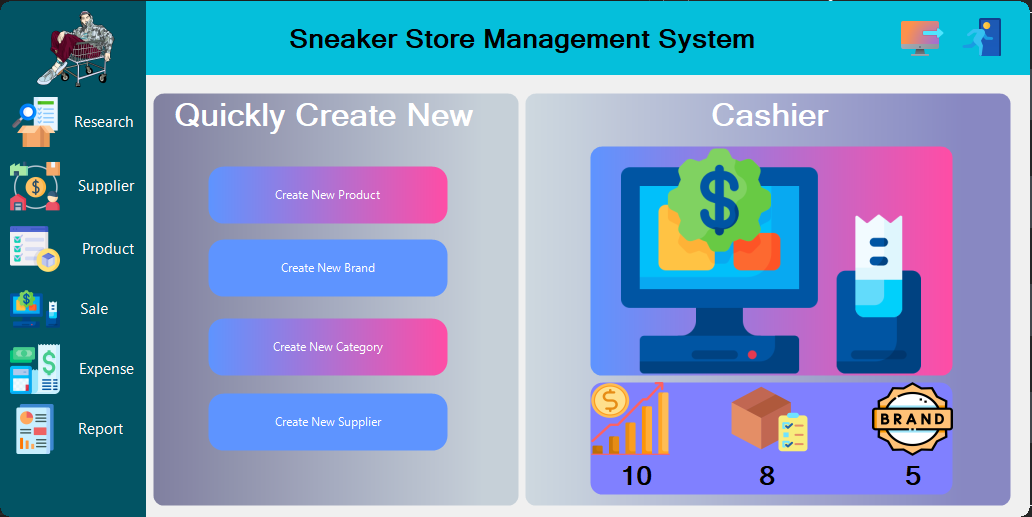 Sneaker Store Management System
Research
Supplier
Product
Sale
Expense
Report
Quickly Create New
Create New Product
Create New Brand
Create New Category
Create New Supplier
Cashier
$
$
$
$
$
BRAND
10
8
5